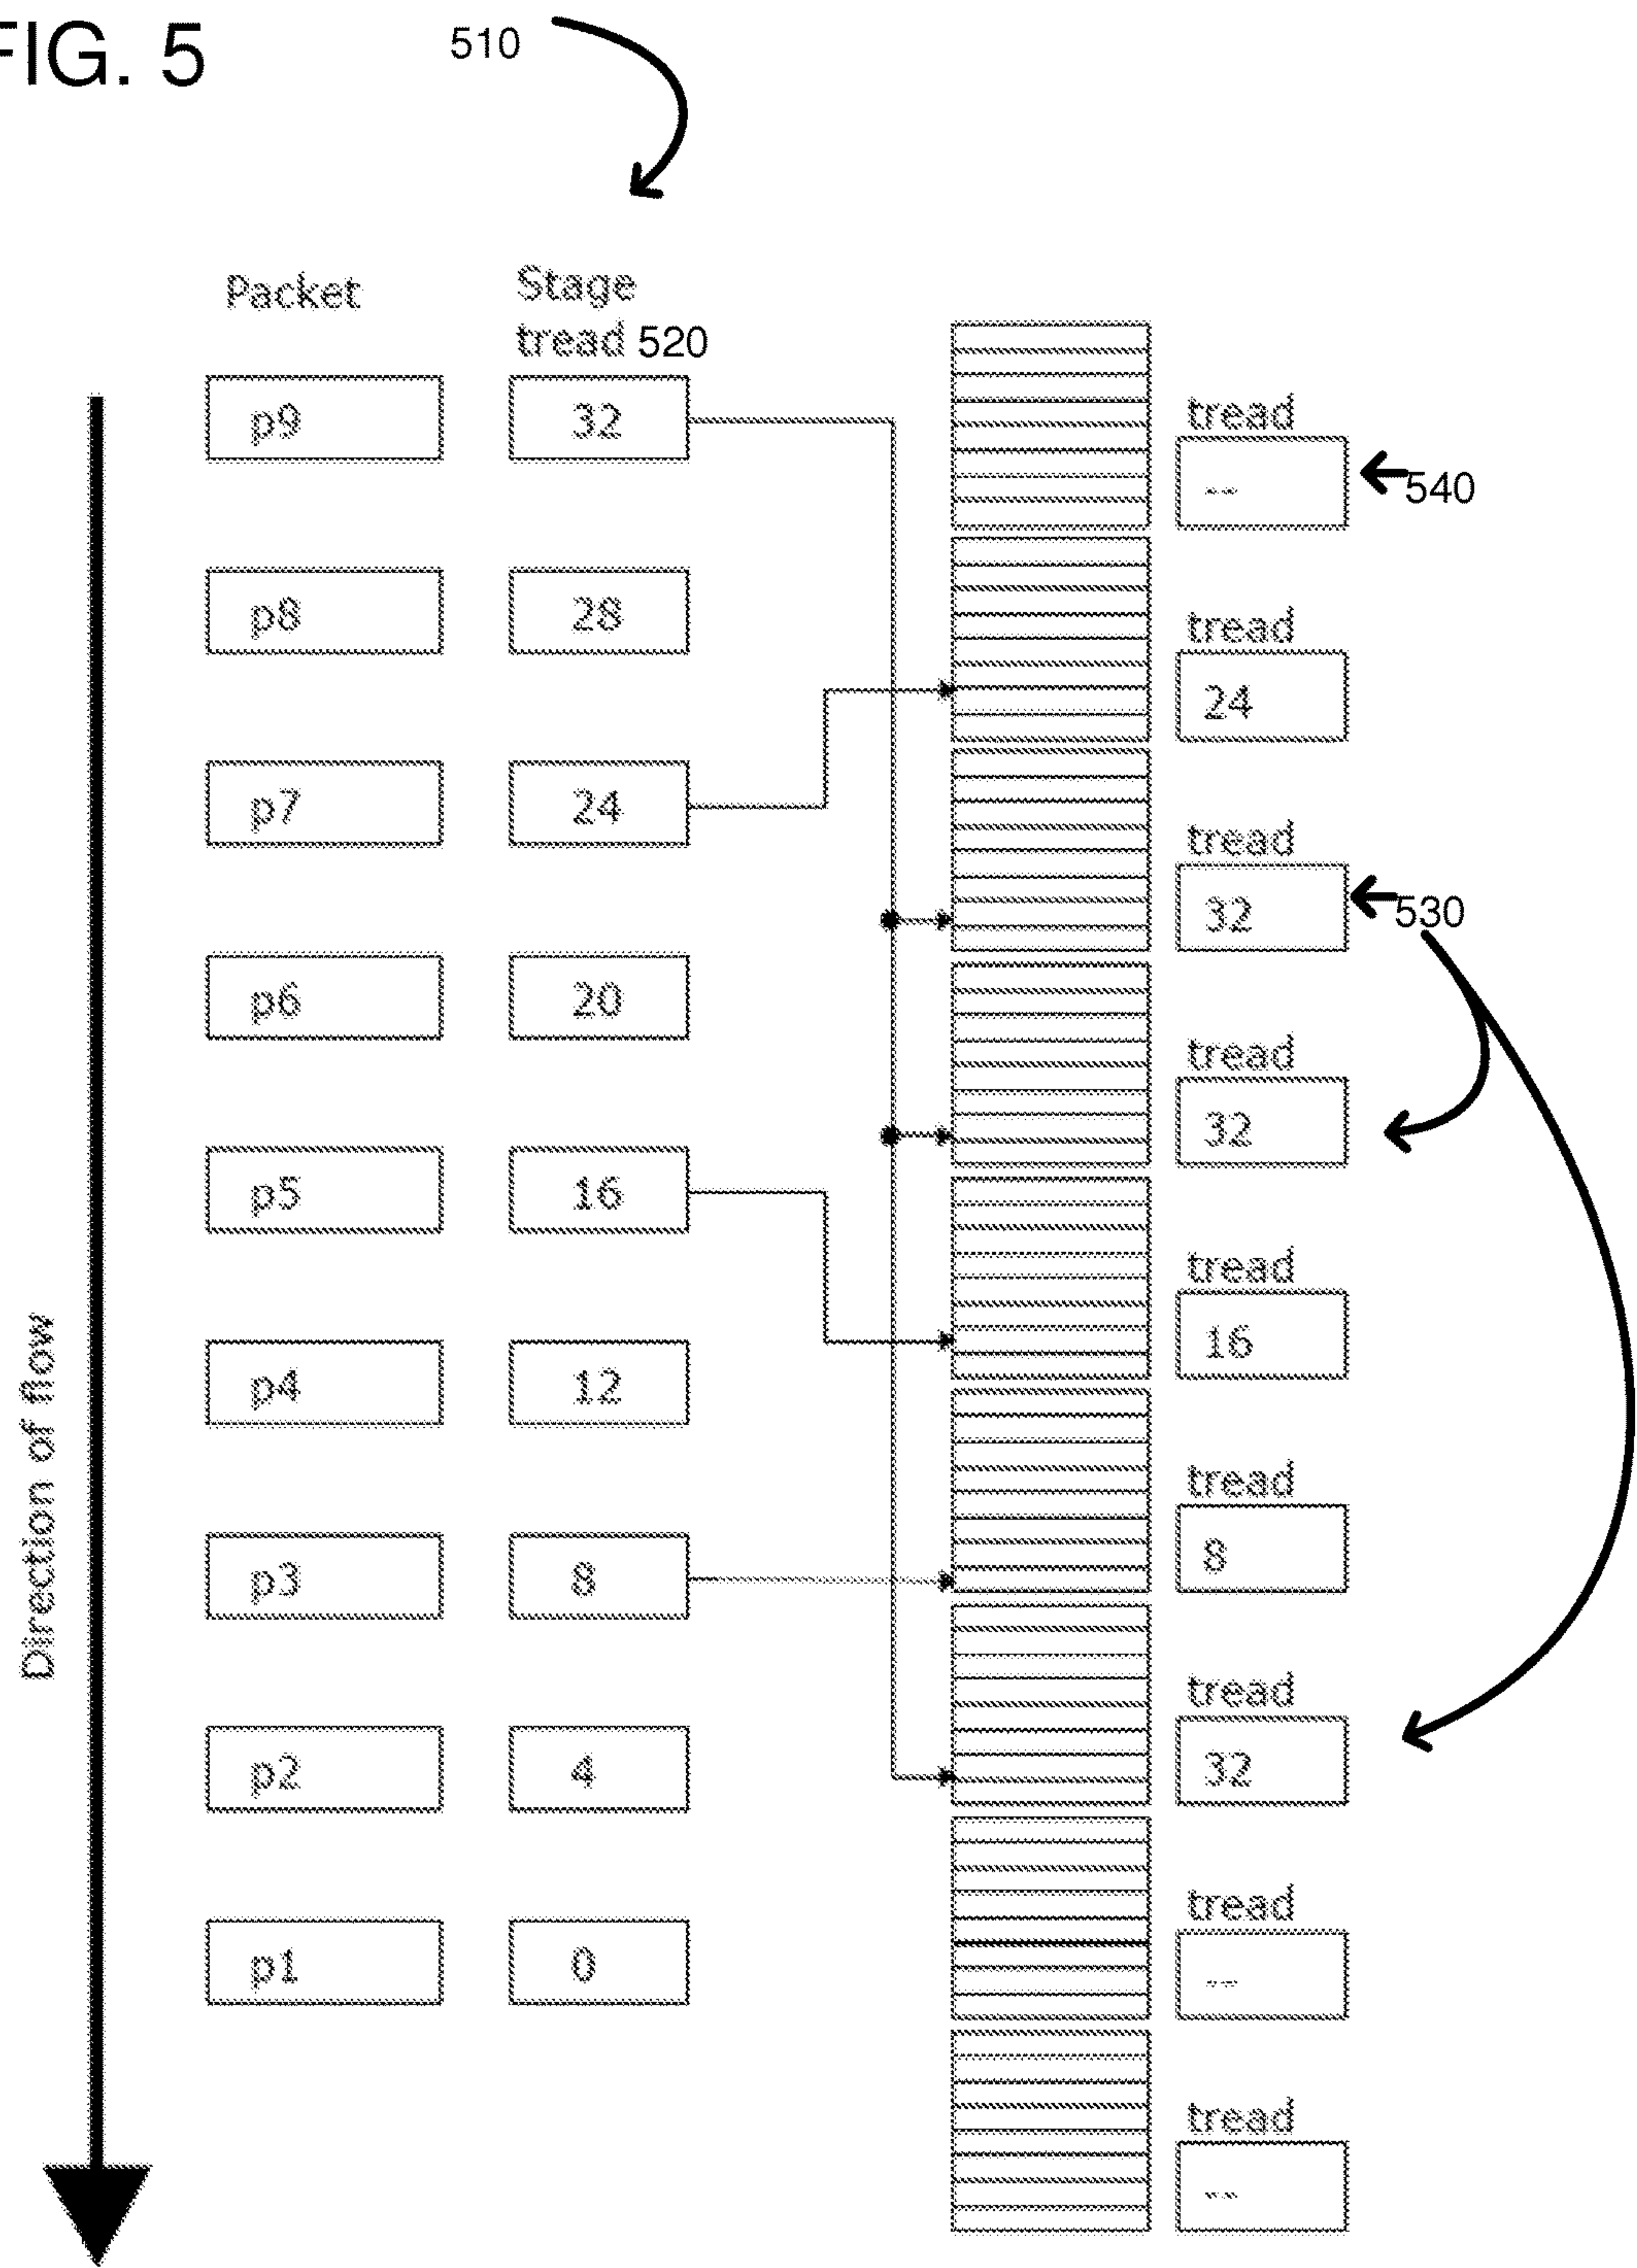 FIG. 5
510
Packet
Stage
tread 520
p9
32
p8
28
p7
24
p6
20
p5
16
p4
12
p3
8
p2
4
p1
0
Direction of flow
tread
--
540
tread
24
tread
32
530
tread
32
tread
16
tread
8
tread
32
tread
--
tread
--